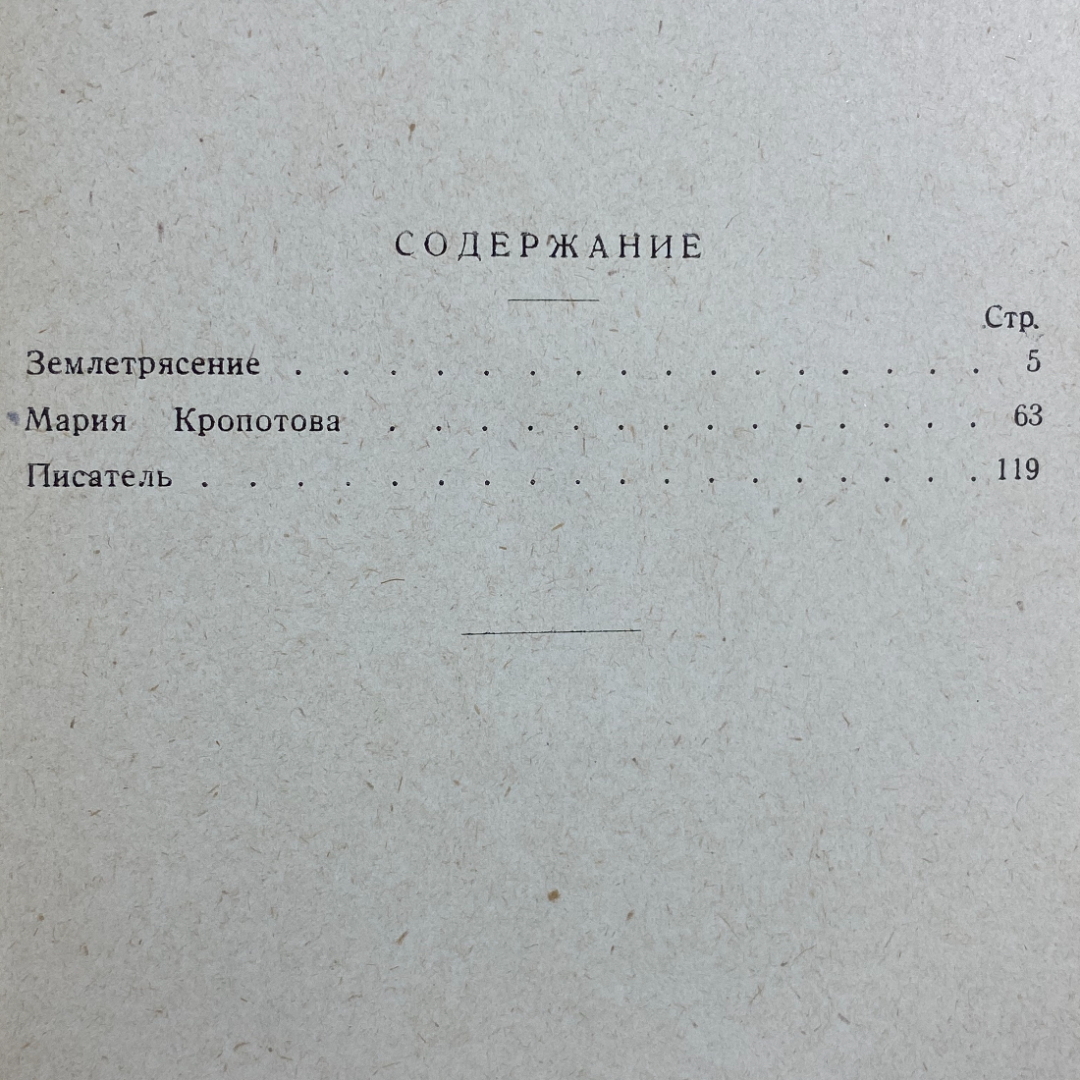 СОДЕРЖАНИЕ
Стр.
Землетрясение . . . . . . . . . . . . . . . . 5
Мария Кропотова . . . . . . . . . . . . . . 63
Писатель . . . . . . . . . . . . . . . . . . 119